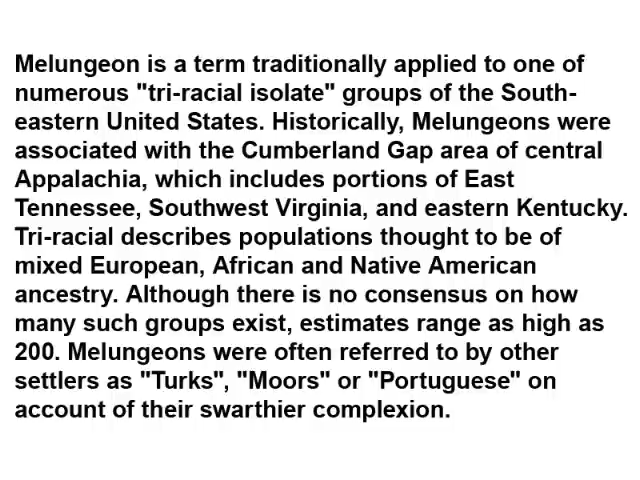 Melungeon is a term traditionally applied to one of
numerous "tri-racial isolate" groups of the South-
eastern United States. Historically, Melungeons were
associated with the Cumberland Gap area of central
Appalachia, which includes portions of East
Tennessee, Southwest Virginia, and eastern Kentucky.
Tri-racial describes populations thought to be of
mixed European, African and Native American
ancestry. Although there is no consensus on how
many such groups exist, estimates range as high as
200. Melungeons were often referred to by other
settlers as "Turks", "Moors" or "Portuguese" on
account of their swarthier complexion.